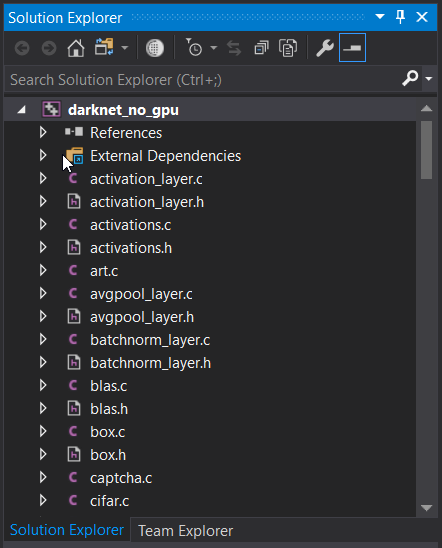 Solution Explorer
Search Solution Explorer (Ctrl+;)
darknet_no_gpu
References
External Dependencies
activation_layer.c
activation_layer.h
activations.c
activations.h
art.c
avgpool_layer.c
avgpool_layer.h
batchnorm_layer.c
batchnorm_layer.h
blas.c
blas.h
box.c
box.h
captcha.c
cifar.c
Solution Explorer Team Explorer